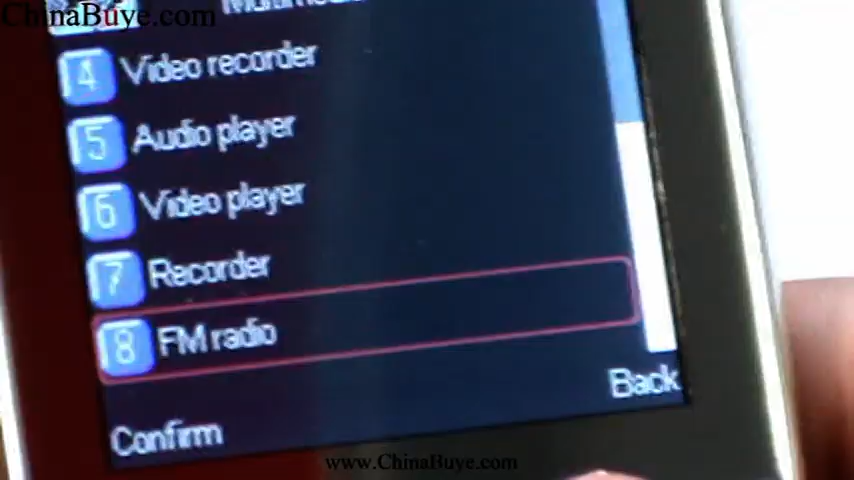 ChinaBuye.com
Multimedia
4 Video recorder
5 Audio player
6 Video player
7 Recorder
8 FM radio
Back
Confirm
www.ChinaBuye.com